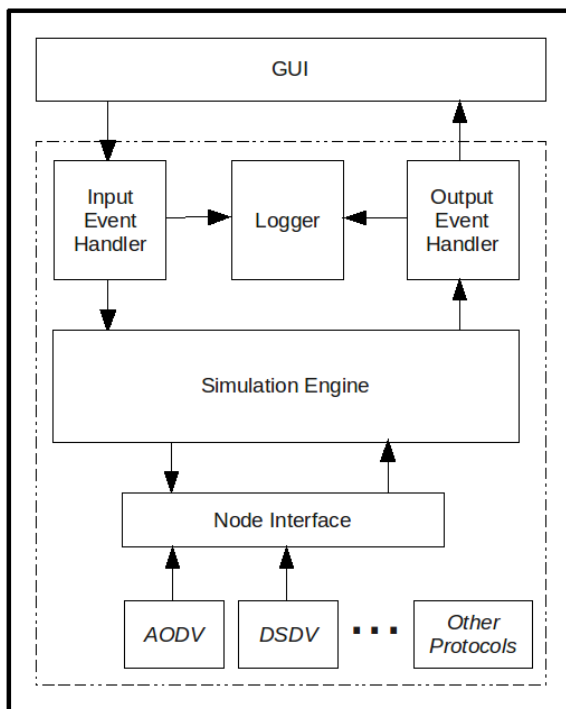 GUI
Input
Event
Handler
Logger
Output
Event
Handler
Simulation Engine
Node Interface
AODV
DSDV
...
Other
Protocols